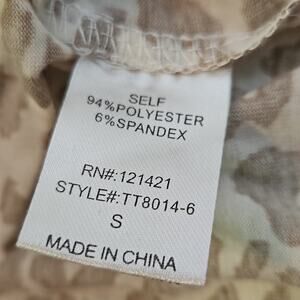 SELF
94%POLYESTER
6%SPANDEX
RN#:121421
STYLE#:TT8014-6
S
MADE IN CHINA